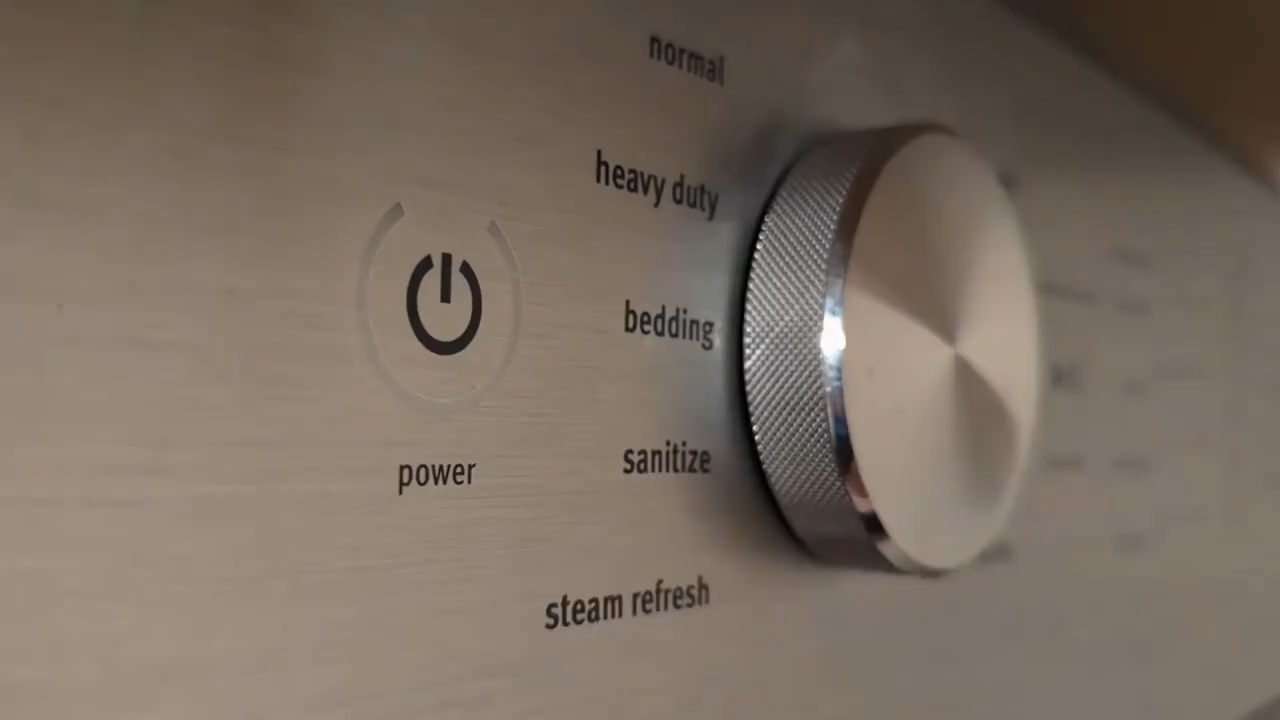 normal
heavy duty
bedding
sanitize
steam refresh
power